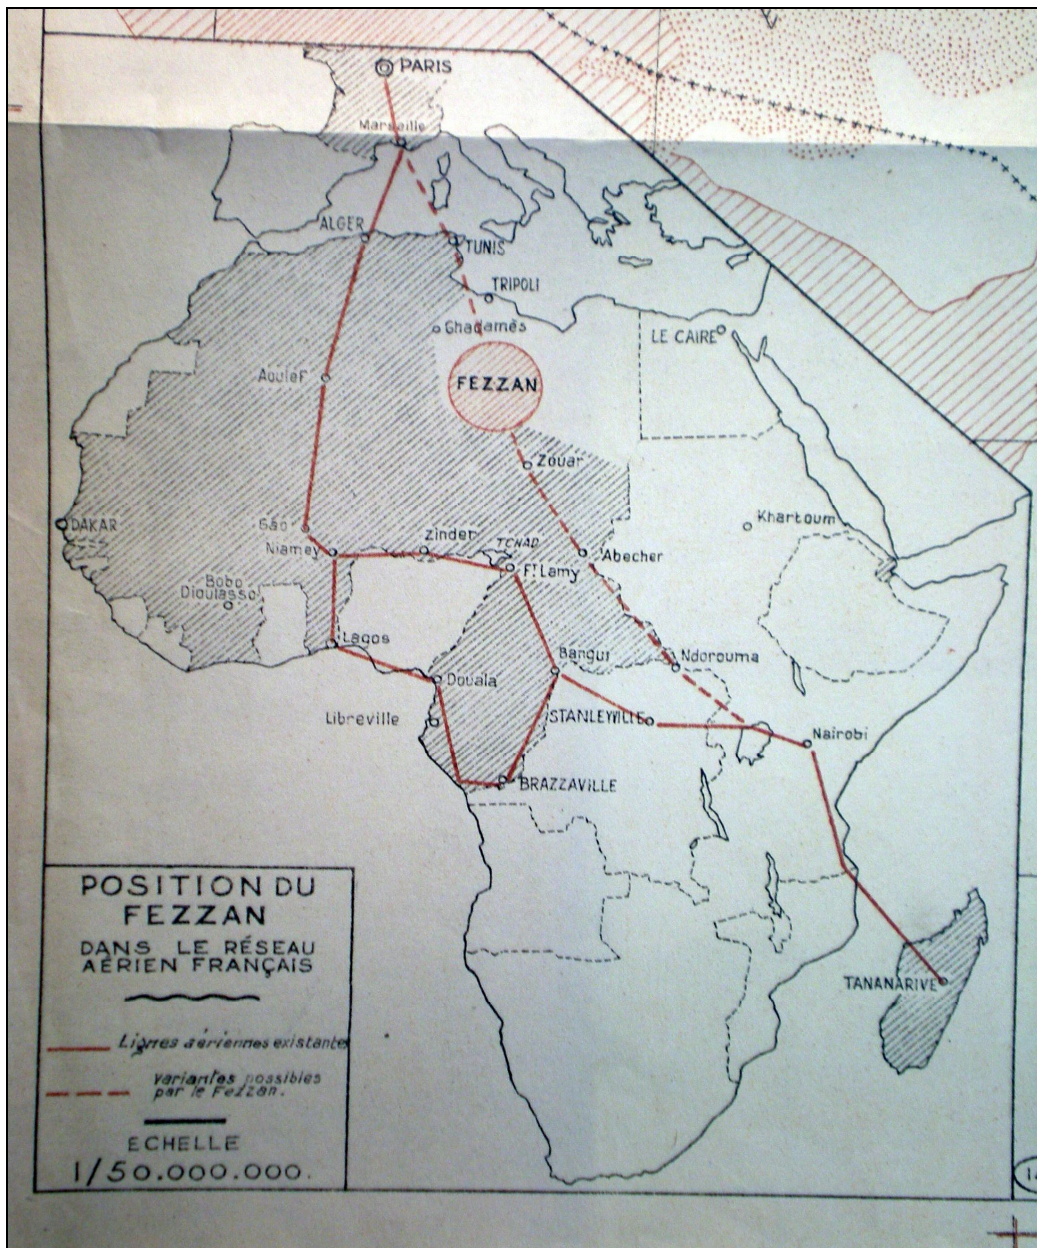 PARIS
Marseille
ALGER
TUNIS
TRIPOLI
Ghadamès
LE CAIRE
Aoulef
FEZZAN
Zouar
DAKAR
Gao
Khartoum
Niamey
Zinder
TCHAD
Abecher
Ft Lamy
Bobo
Dioulasso
Lagos
Bangui
Ndorouma
Douala
Libreville
STANLEYVILLE
Nairobi
BRAZZAVILLE
TANANARIVE
POSITION DU
FEZZAN
DANS LE RÉSEAU
AÉRIEN FRANÇAIS
Lignes aériennes existante
variantes possibles
par le Fezzan.
ECHELLE
1/50.000.000.